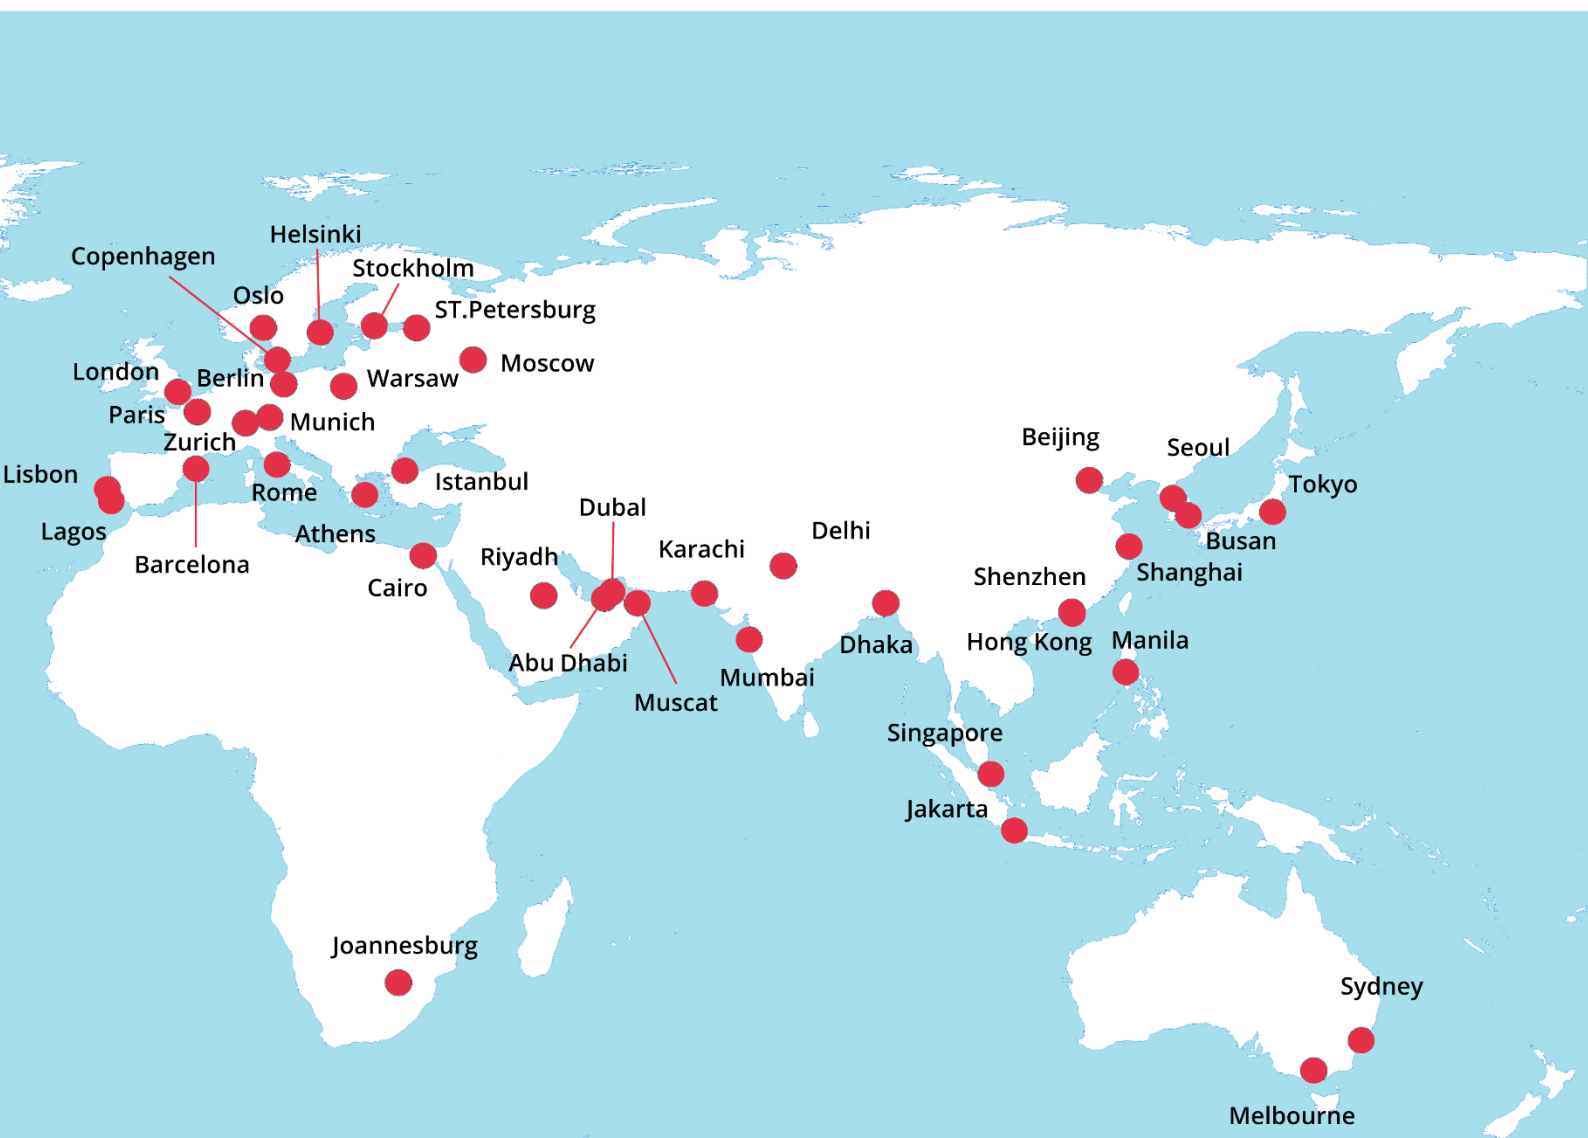 Helsinki
Copenhagen
Stockholm
Oslo
ST.Petersburg
London
Berlin
Warsaw
Moscow
Paris
Munich
Zurich
Beijing
Seoul
Lisbon
Rome
Istanbul
Tokyo
Lagos
Athens
Dubal
Delhi
Busan
Barcelona
Riyadh
Karachi
Shanghai
Cairo
Shenzhen
Abu Dhabi
Dhaka
Hong Kong
Manila
Mumbai
Muscat
Singapore
Jakarta
Joannesburg
Sydney
Melbourne